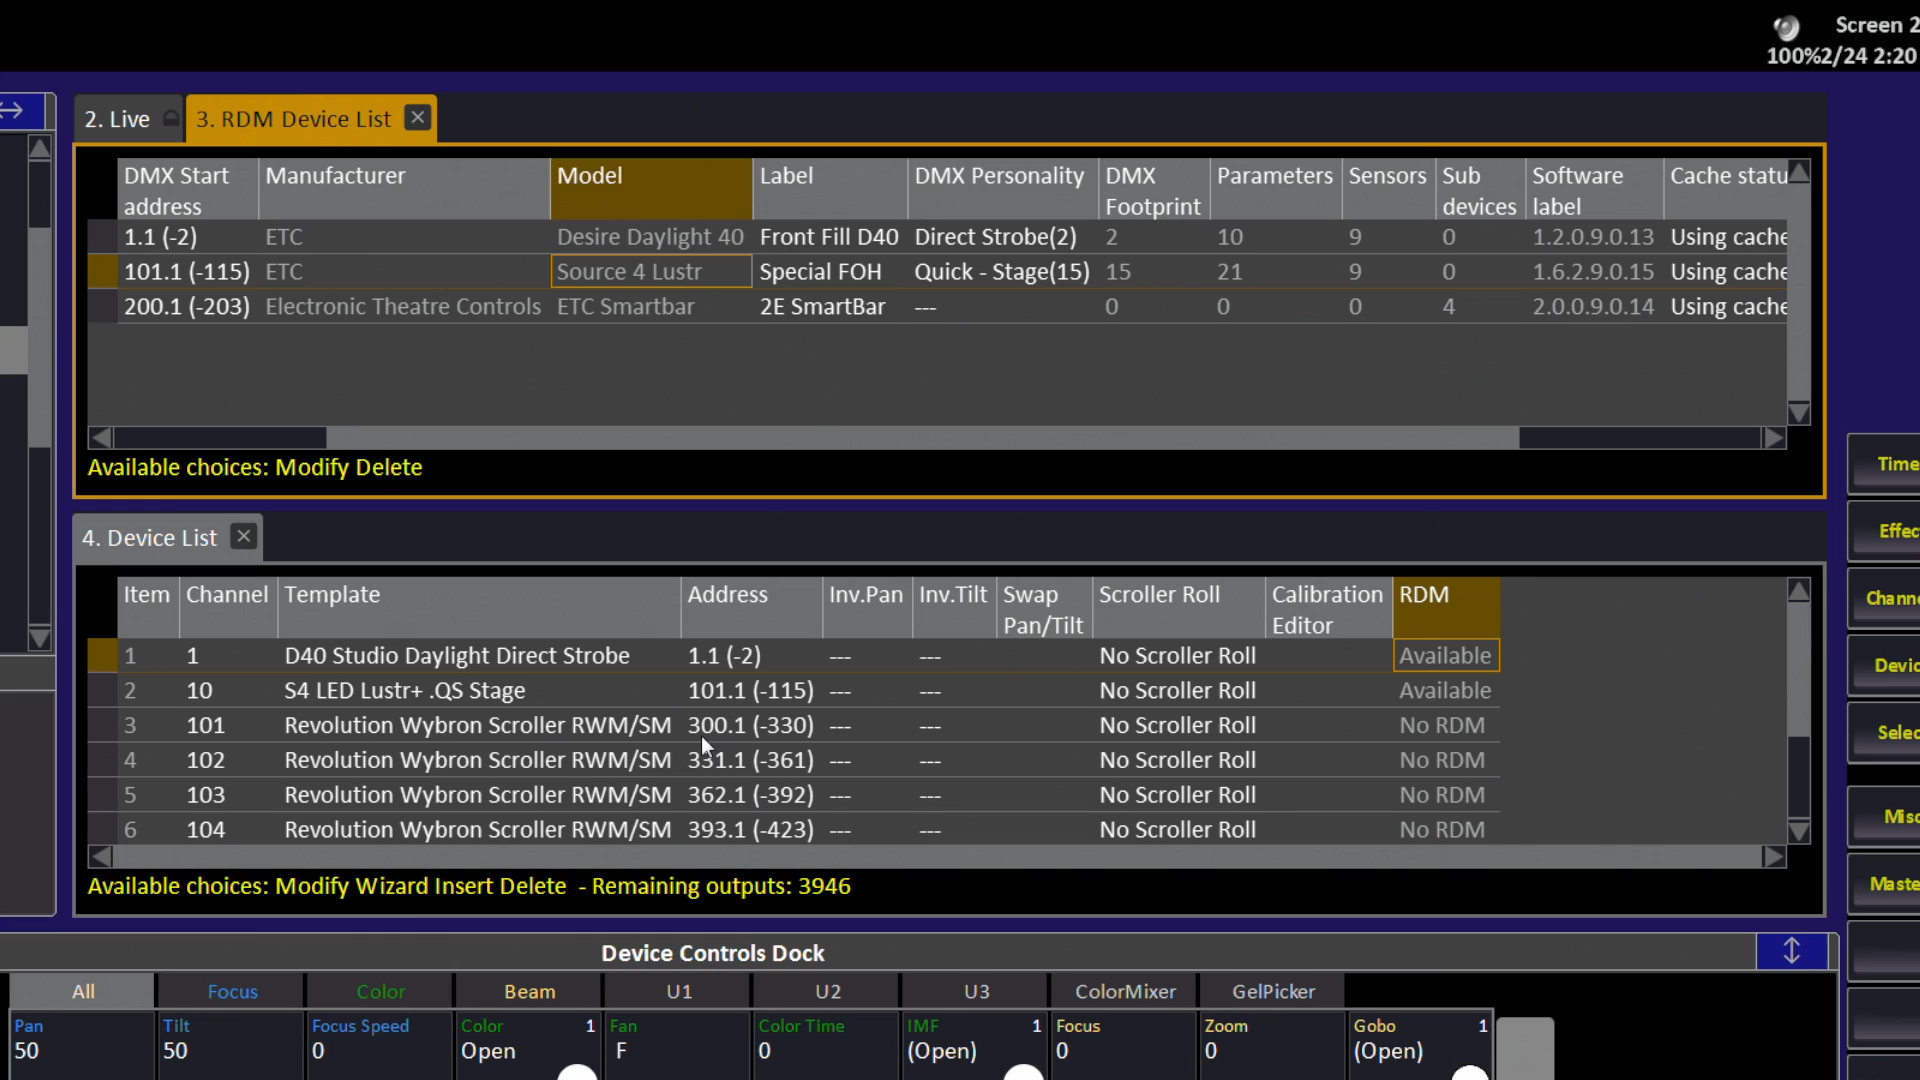 Screen 2
100%2/24 2:20
2. Live
3. RDM Device List
DMX Start address Manufacturer Model Label DMX Personality DMX Footprint Parameters Sensors Sub devices Software label Cache statu
1.1 (-2) ETC Desire Daylight 40 Front Fill D40 Direct Strobe(2) 2 10 9 0 1.2.0.9.0.13 Using cache
101.1 (-115) ETC Source 4 Lustr Special FOH Quick - Stage(15) 15 21 9 0 1.6.2.9.0.15 Using cache
200.1 (-203) Electronic Theatre Controls ETC Smartbar 2E SmartBar --- 0 0 0 4 2.0.0.9.0.14 Using cache
Available choices: Modify Delete
4. Device List
Item Channel Template Address Inv.Pan Inv.Tilt Swap Pan/Tilt Scroller Roll Calibration Editor RDM
1 1 D40 Studio Daylight Direct Strobe 1.1 (-2) --- --- No Scroller Roll Available
2 10 S4 LED Lustr+ .QS Stage 101.1 (-115) --- --- No Scroller Roll Available
3 101 Revolution Wybron Scroller RWM/SM 300.1 (-330) --- --- No Scroller Roll No RDM
4 102 Revolution Wybron Scroller RWM/SM 331.1 (-361) --- --- No Scroller Roll No RDM
5 103 Revolution Wybron Scroller RWM/SM 362.1 (-392) --- --- No Scroller Roll No RDM
6 104 Revolution Wybron Scroller RWM/SM 393.1 (-423) --- --- No Scroller Roll No RDM
Available choices: Modify Wizard Insert Delete - Remaining outputs: 3946
Time
Effec
Channe
Devic
Selec
Misc
Maste
Device Controls Dock
All Focus Color Beam U1 U2 U3 ColorMixer GelPicker
Pan Tilt Focus Speed Color 1 Fan Color Time IMF 1 Focus Zoom Gobo 1
50 50 0 Open F 0 (Open) 0 0 (Open)